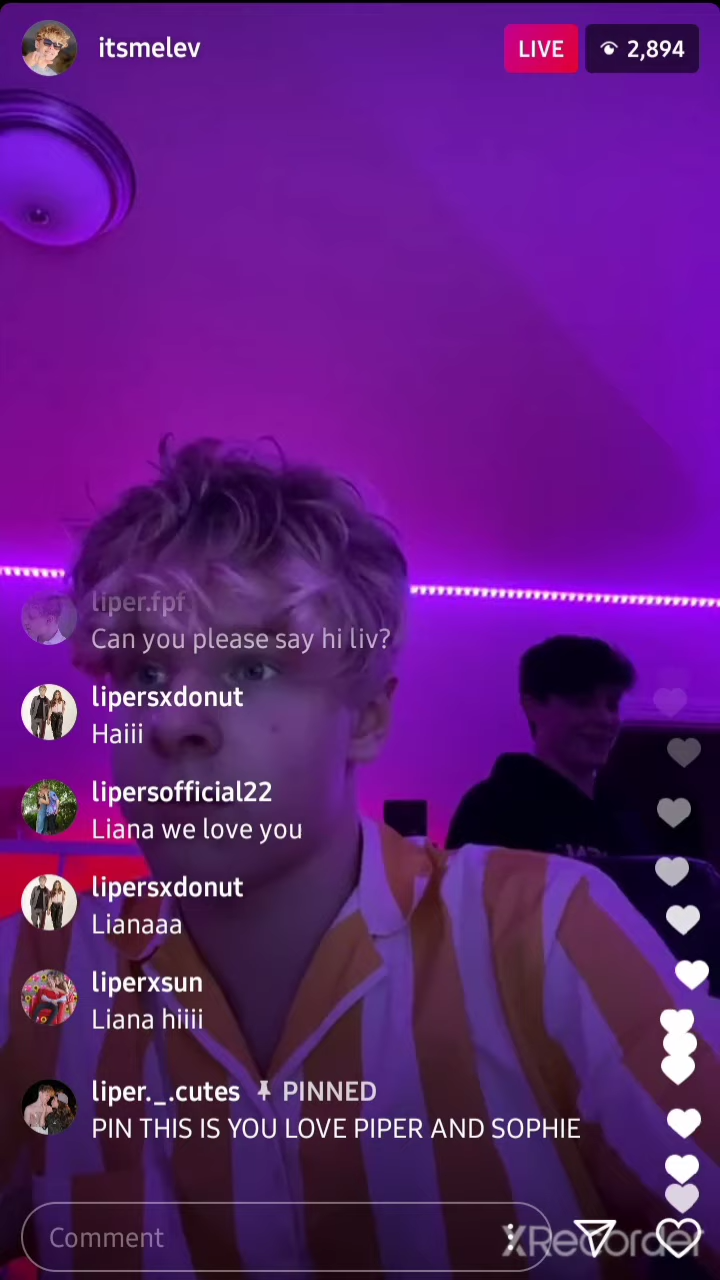 itsmelev
LIVE
2,894
liper.fpf
Can you please say hi liv?
lipersxdonut
Haiii
lipersofficial22
Liana we love you
lipersxdonut
Lianaaa
liperxsun
Liana hiiii
liper._.cutes PINNED
PIN THIS IS YOU LOVE PIPER AND SOPHIE
Comment
XRecorder